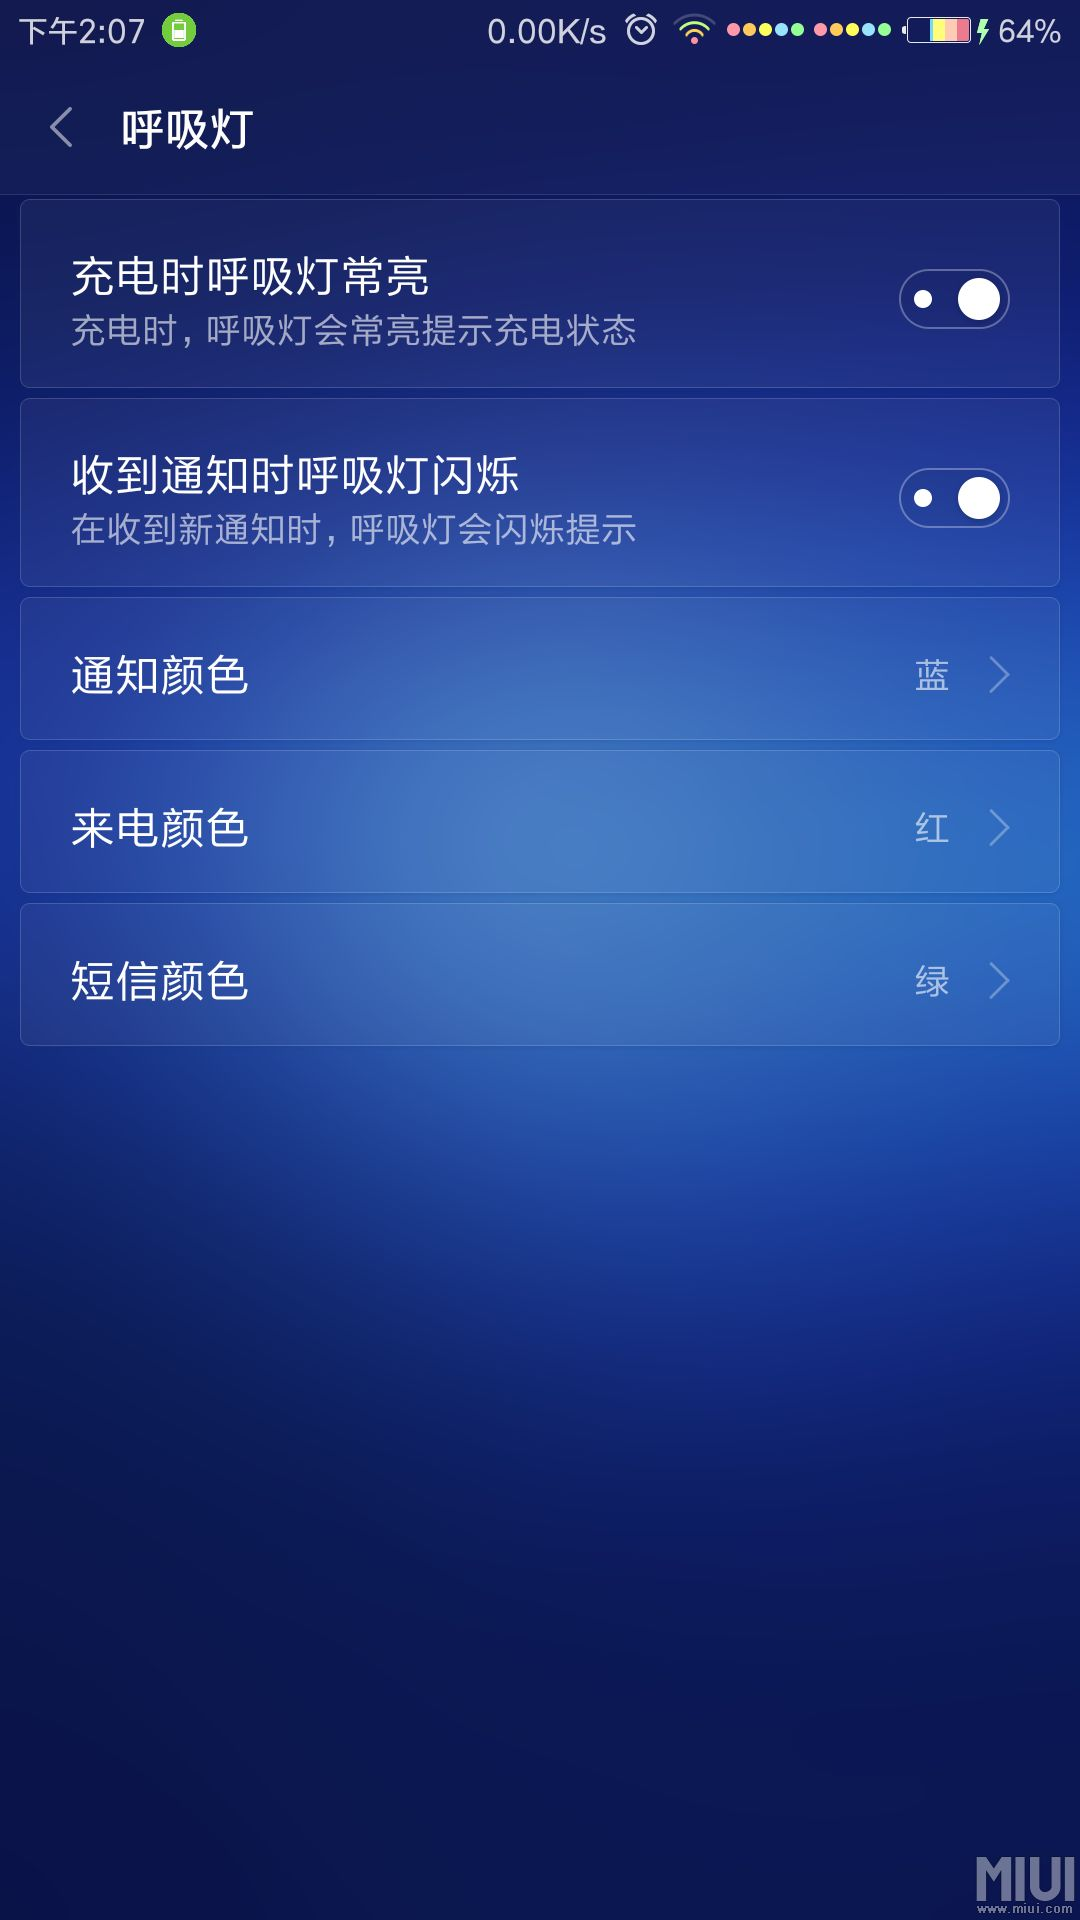 下午2:07 0.00K/s 64%
呼吸灯
充电时呼吸灯常亮
充电时，呼吸灯会常亮提示充电状态
收到通知时呼吸灯闪烁
在收到新通知时，呼吸灯会闪烁提示
通知颜色 蓝
来电颜色 红
短信颜色 绿
MIUI
www.miui.com